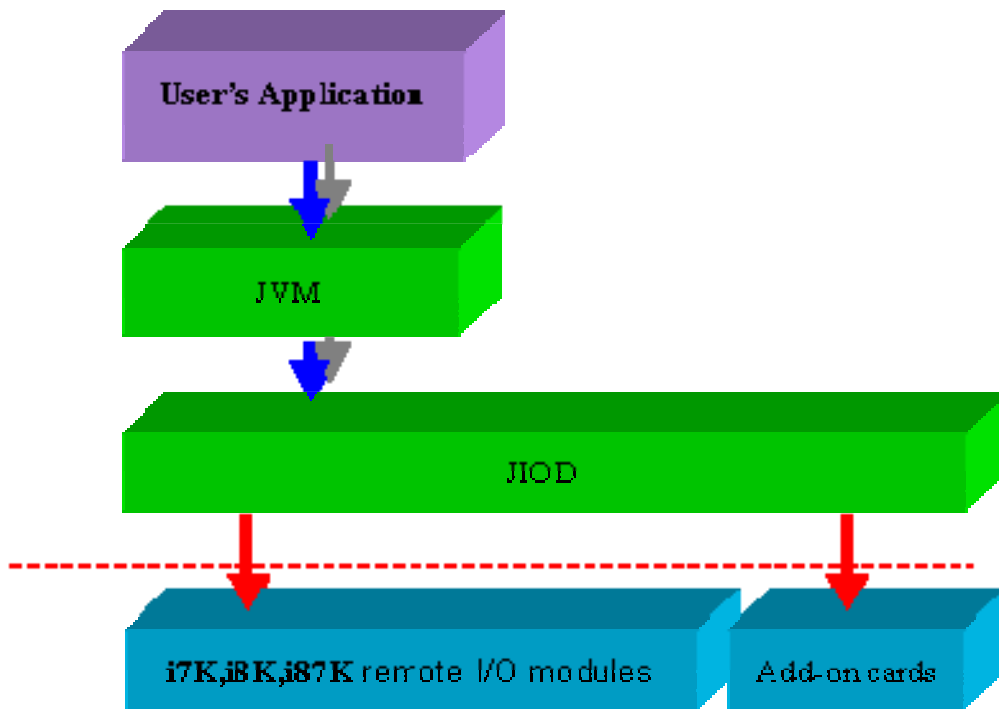 User's Application
JVM
JIOD
i7K,i8K,i87K remote I/O modules
Add-on cards